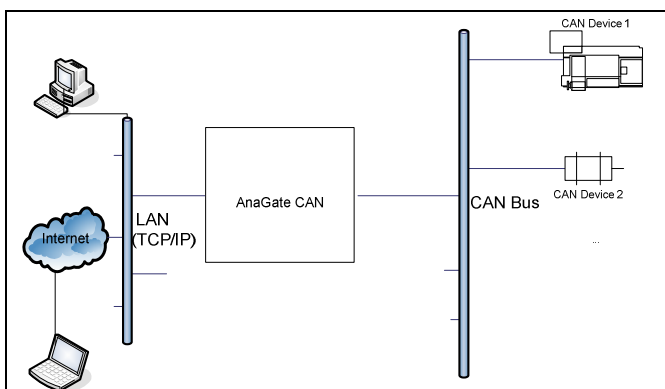 CAN Device 1
AnaGate CAN
LAN
(TCP/IP)
Internet
CAN Bus
CAN Device 2
...